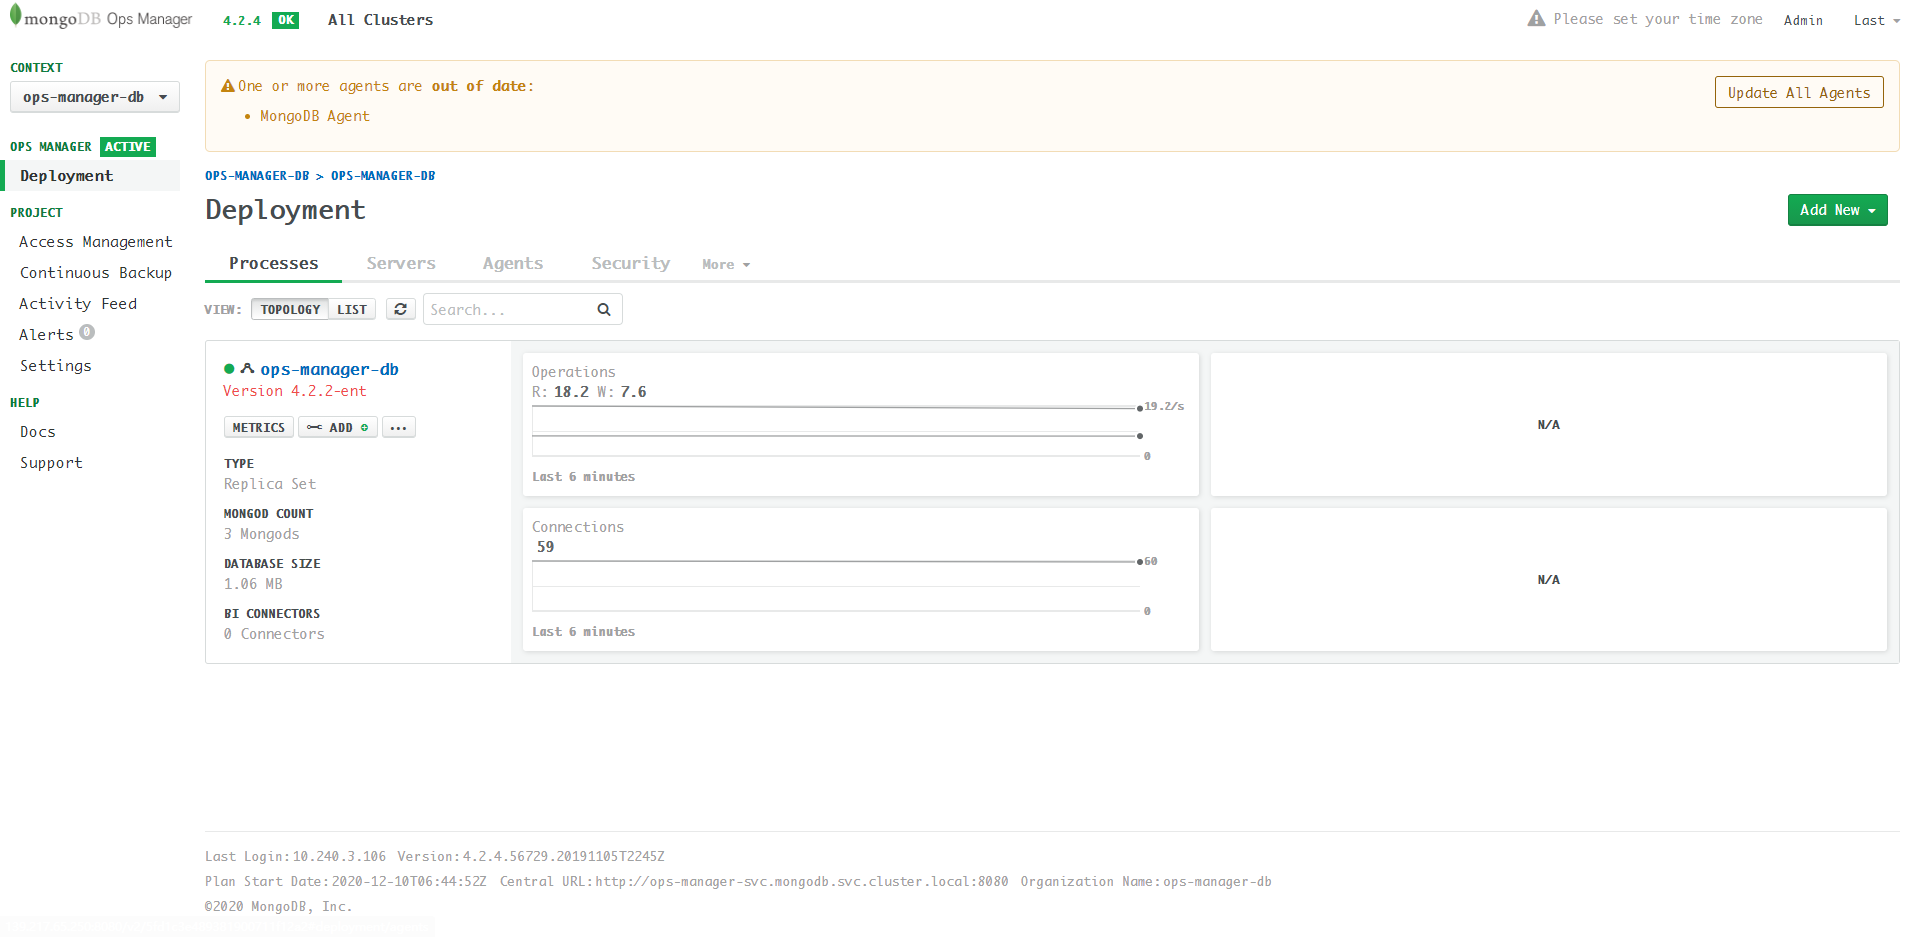 mongoDB Ops Manager 4.2.4 OK All Clusters Please set your time zone Admin Last
CONTEXT
ops-manager-db
OPS MANAGER ACTIVE
Deployment
PROJECT
Access Management
Continuous Backup
Activity Feed
Alerts 0
Settings
HELP
Docs
Support
One or more agents are out of date:
• MongoDB Agent
Update All Agents
OPS-MANAGER-DB > OPS-MANAGER-DB
Deployment
Add New
Processes Servers Agents Security More
VIEW: TOPOLOGY LIST Search...
ops-manager-db
Version 4.2.2-ent
METRICS ADD ...
TYPE
Replica Set
MONGOD COUNT
3 Mongods
DATABASE SIZE
1.06 MB
BI CONNECTORS
0 Connectors
Operations
R: 18.2 W: 7.6
19.2/s
0
Last 6 minutes
N/A
Connections
59
60
0
Last 6 minutes
N/A
Last Login:10.240.3.106 Version:4.2.4.56729.20191105T2245Z
Plan Start Date:2020-12-10T06:44:52Z Central URL:http://ops-manager-svc.mongodb.svc.cluster.local:8080 Organization Name:ops-manager-db
©2020 MongoDB, Inc.